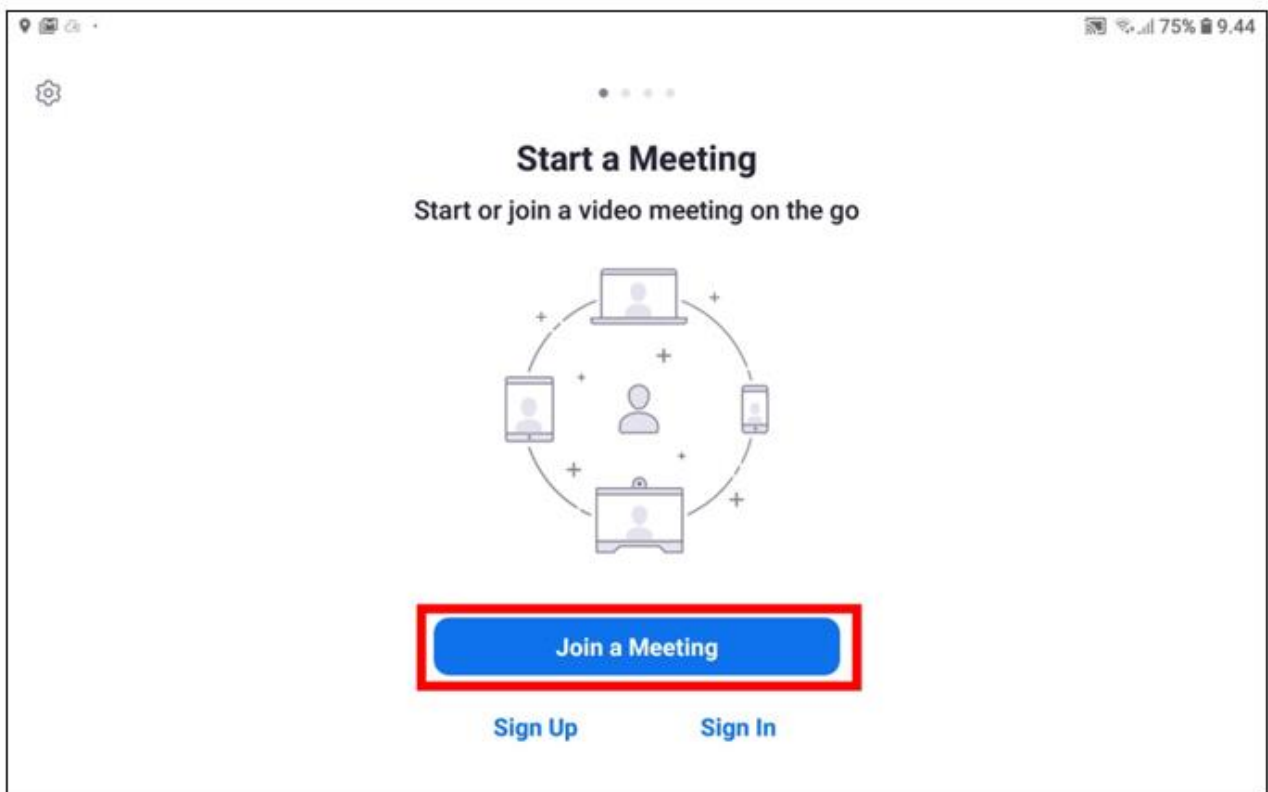 75% 9.44
Start a Meeting
Start or join a video meeting on the go
Join a Meeting
Sign Up Sign In